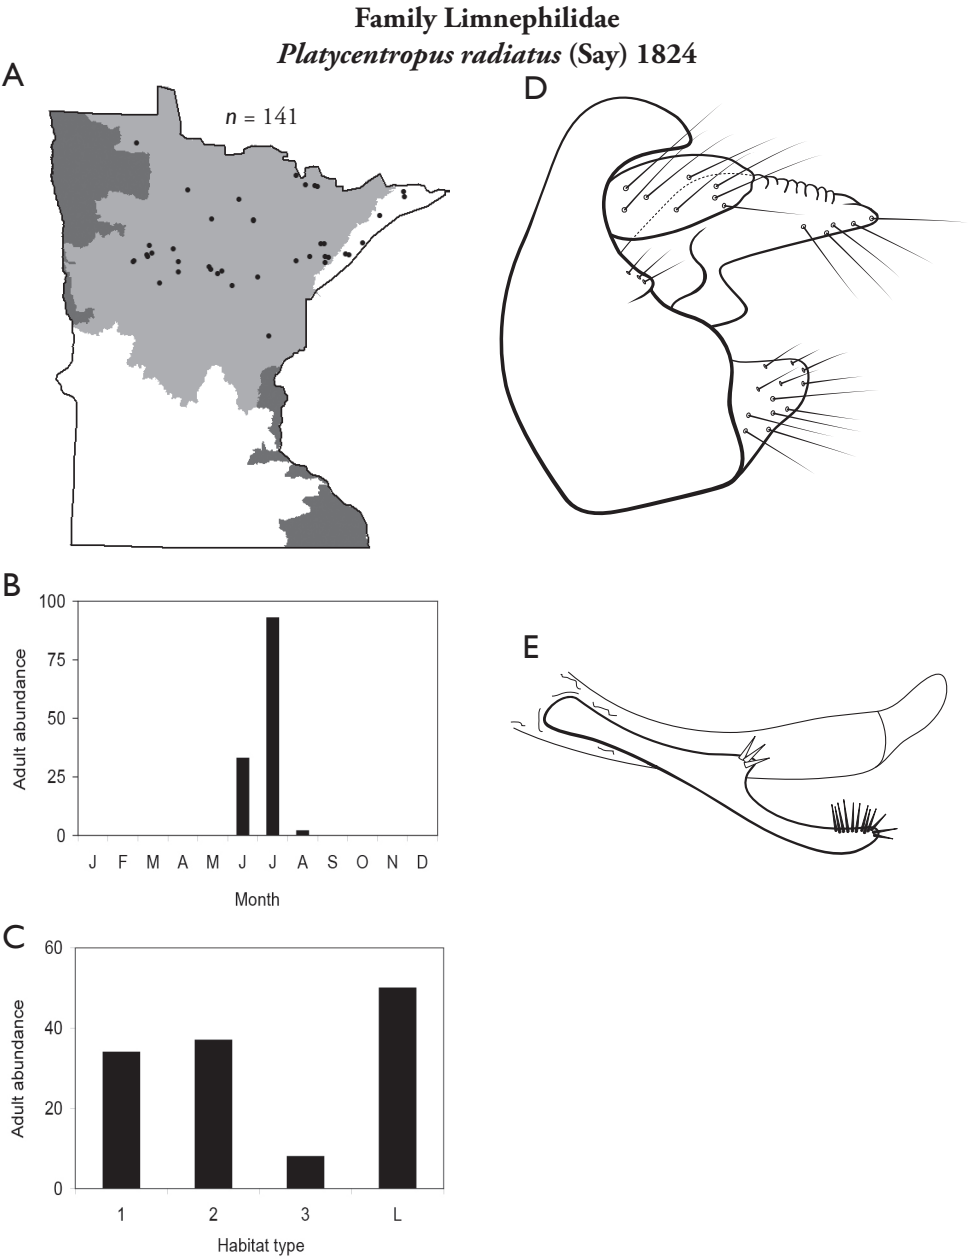 Family Limnephilidae
Platycentropus radiatus (Say) 1824
A
n = 141
D
B
100
75
50
25
0
Adult abundance
J F M A M J J A S O N D
Month
E
C
60
40
20
0
Adult abundance
1 2 3 L
Habitat type